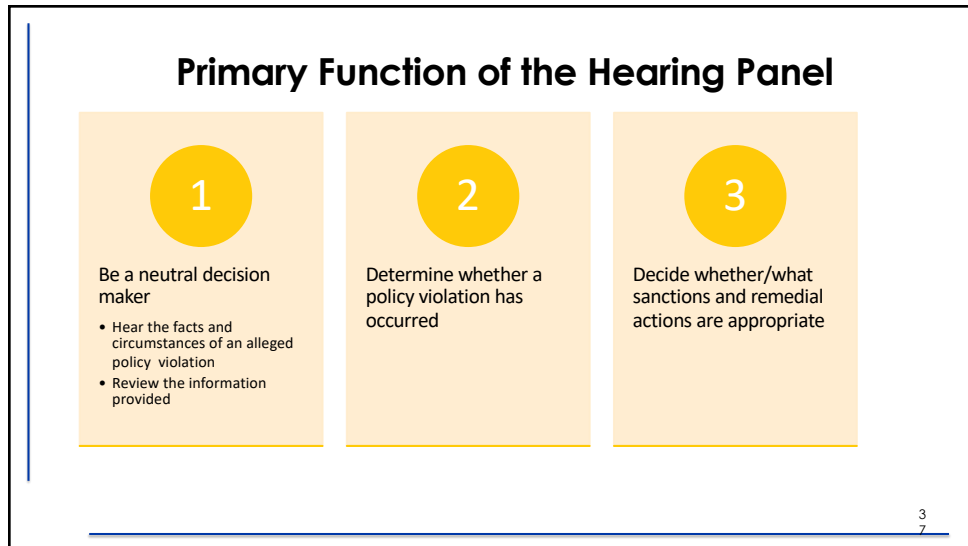 Primary Function of the Hearing Panel
1
Be a neutral decision
maker
• Hear the facts and
circumstances of an alleged
policy  violation
• Review the information
provided
2
Determine whether a
policy violation has
occurred
3
Decide whether/what
sanctions and remedial
actions are appropriate
3
7